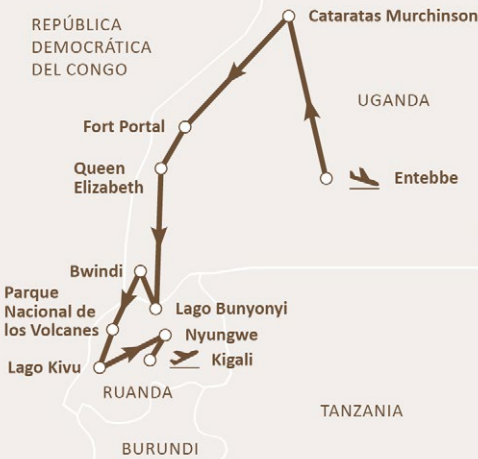 Cataratas Murchinson
REPÚBLICA
DEMOCRÁTICA
DEL CONGO
UGANDA
Fort Portal
Queen
Elizabeth
Entebbe
Bwindi
Parque
Nacional de
los Volcanes
Lago Bunyonyi
Nyungwe
Lago Kivu
Kigali
RUANDA
TANZANIA
BURUNDI